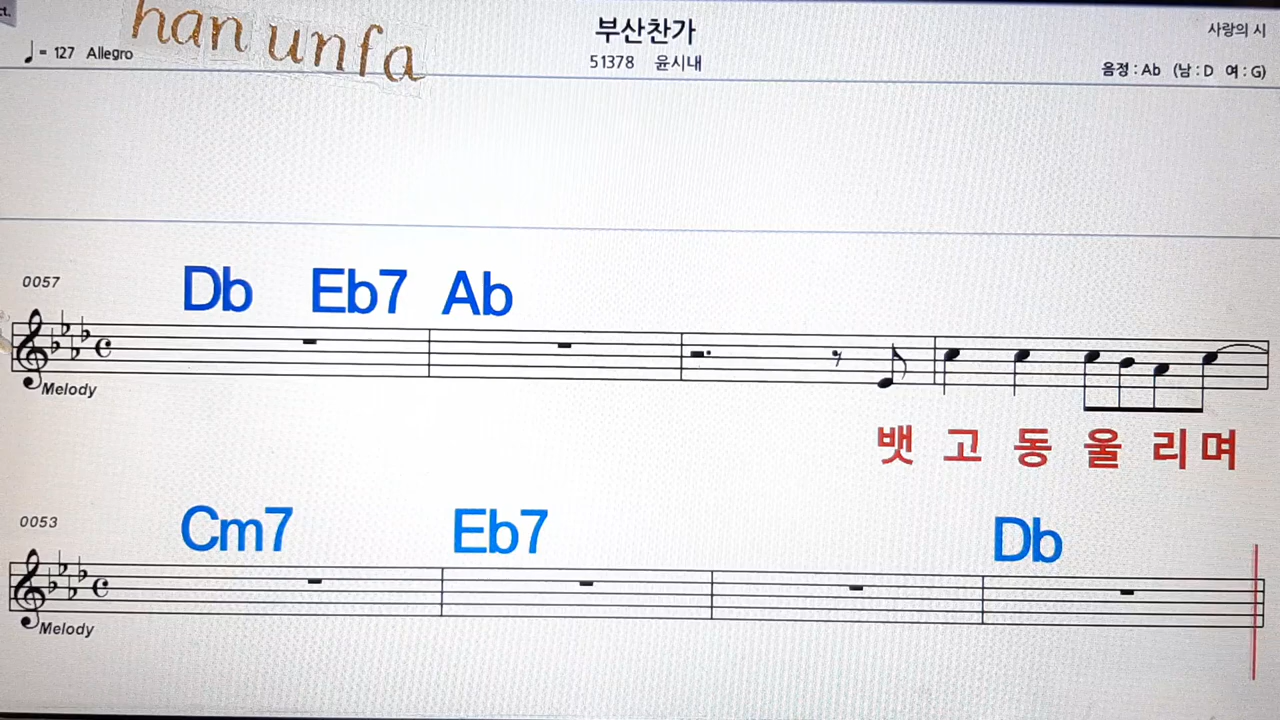 ct.
han unfa
부산찬가
사랑의 시
♩= 127 Allegro
51378 윤시내
음정 : Ab (남 : D 여 : G)
0057
Db Eb7 Ab
Melody
뱃 고 동 울 리 며
0053
Cm7 Eb7 Db
Melody